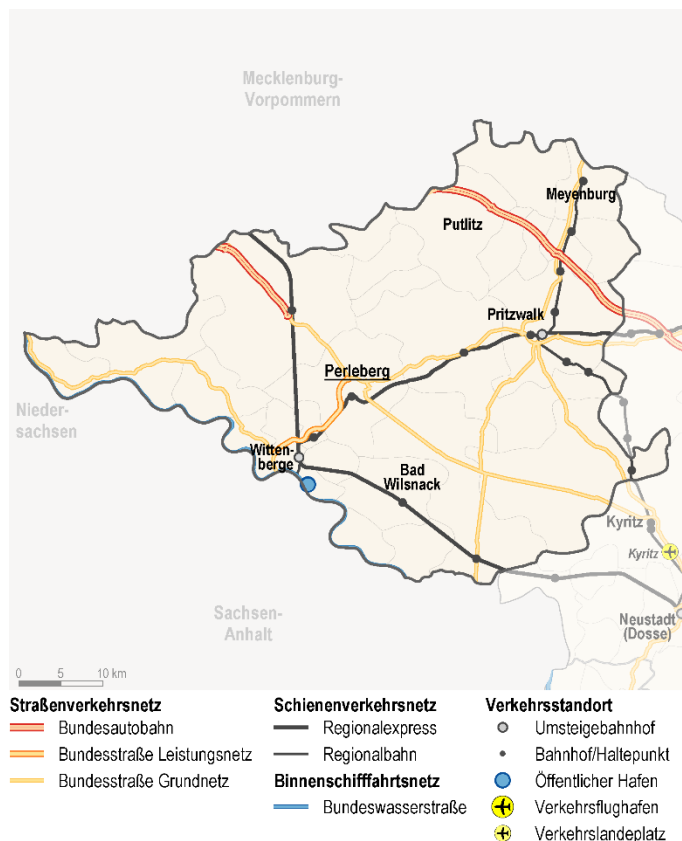 Mecklenburg-
Vorpommern
Meyenburg
Putlitz
Pritzwalk
Perleberg
Nieder-
sachsen
Witten-
berge
Bad
Wilsnack
Kyritz
Kyritz
Sachsen-
Anhalt
Neustadt
(Dosse)
0 5 10 km
Straßenverkehrsnetz
Bundesautobahn
Bundesstraße Leistungsnetz
Bundesstraße Grundnetz
Schienenverkehrsnetz
Regionalexpress
Regionalbahn
Binnenschifffahrtsnetz
Bundeswasserstraße
Verkehrsstandort
Umsteigebahnhof
Bahnhof/Haltepunkt
Öffentlicher Hafen
Verkehrsflughafen
Verkehrslandeplatz